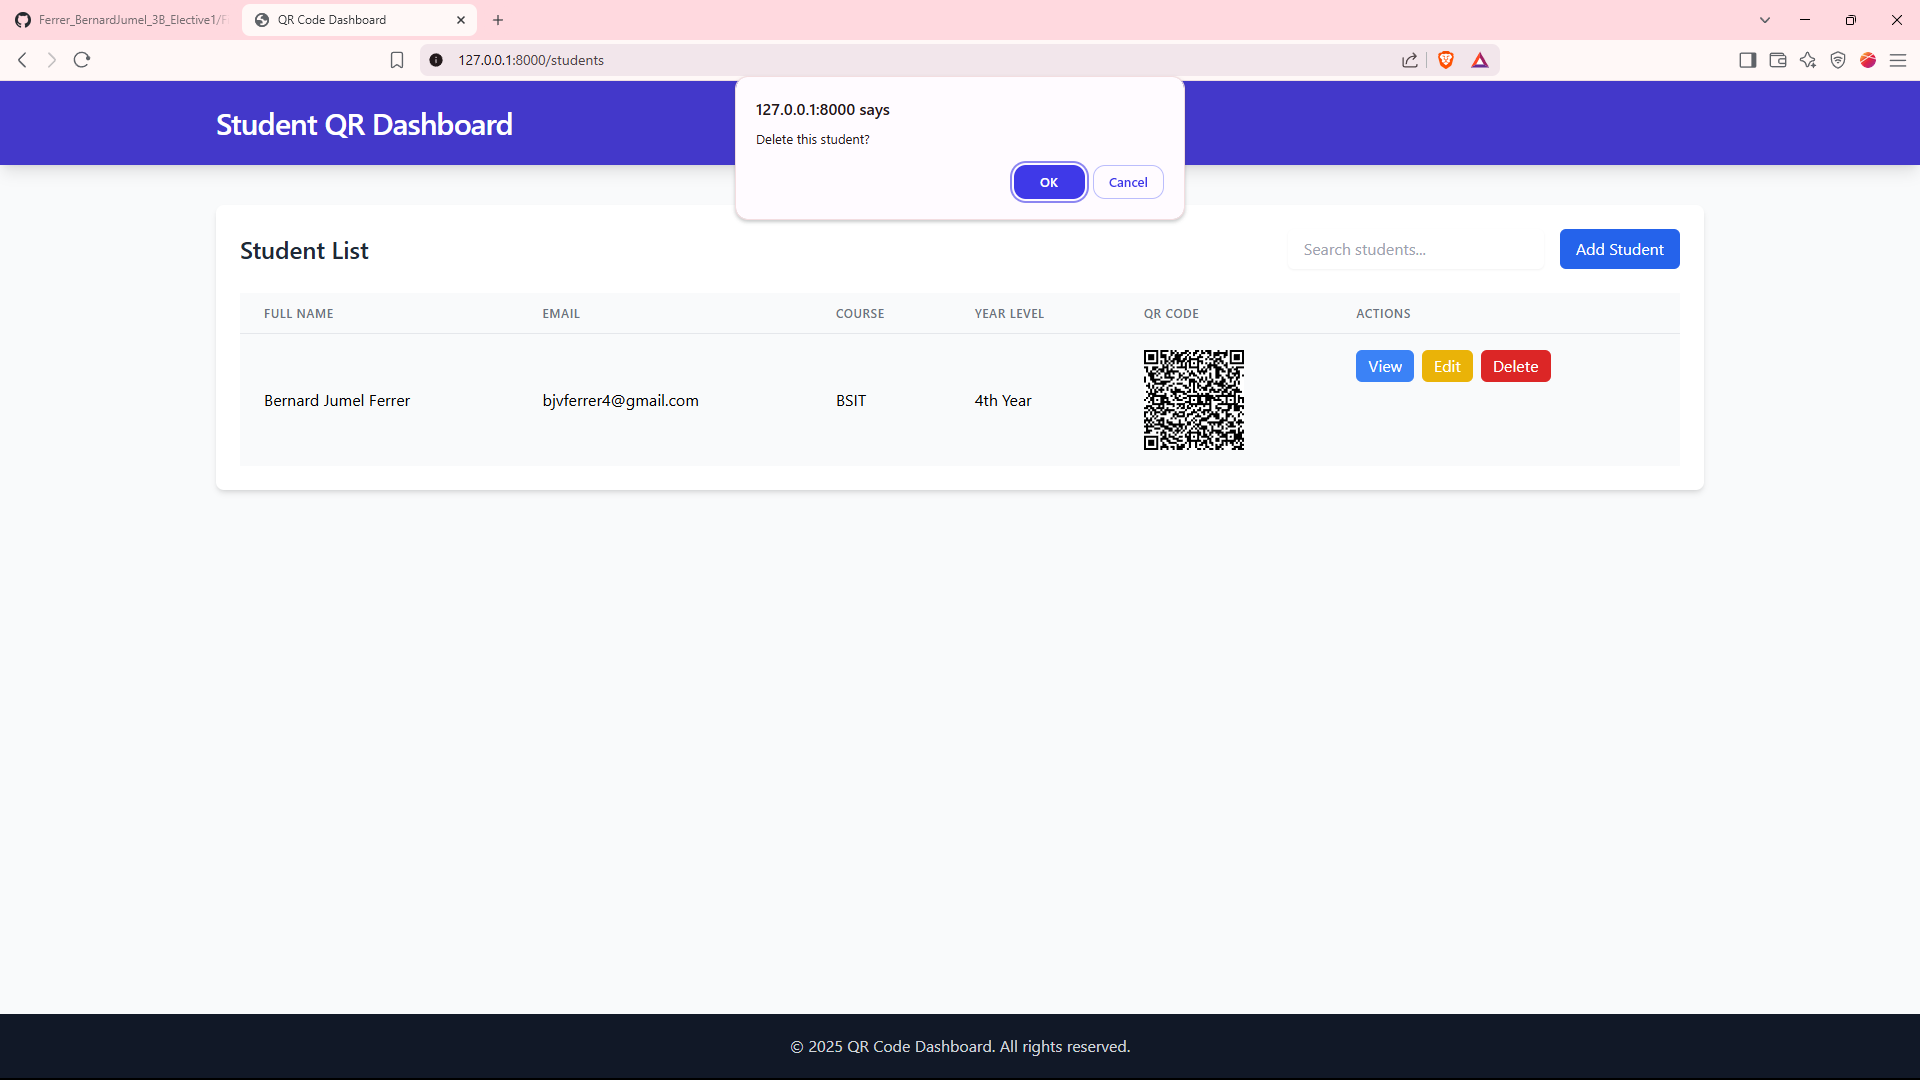 Ferrer_BernardJumel_3B_Elective1/F
QR Code Dashboard
127.0.0.1:8000/students
127.0.0.1:8000 says
Delete this student?
OK Cancel
Student QR Dashboard
Student List
Search students...
Add Student
FULL NAME EMAIL COURSE YEAR LEVEL QR CODE ACTIONS
Bernard Jumel Ferrer bjvferrer4@gmail.com BSIT 4th Year View Edit Delete
© 2025 QR Code Dashboard. All rights reserved.